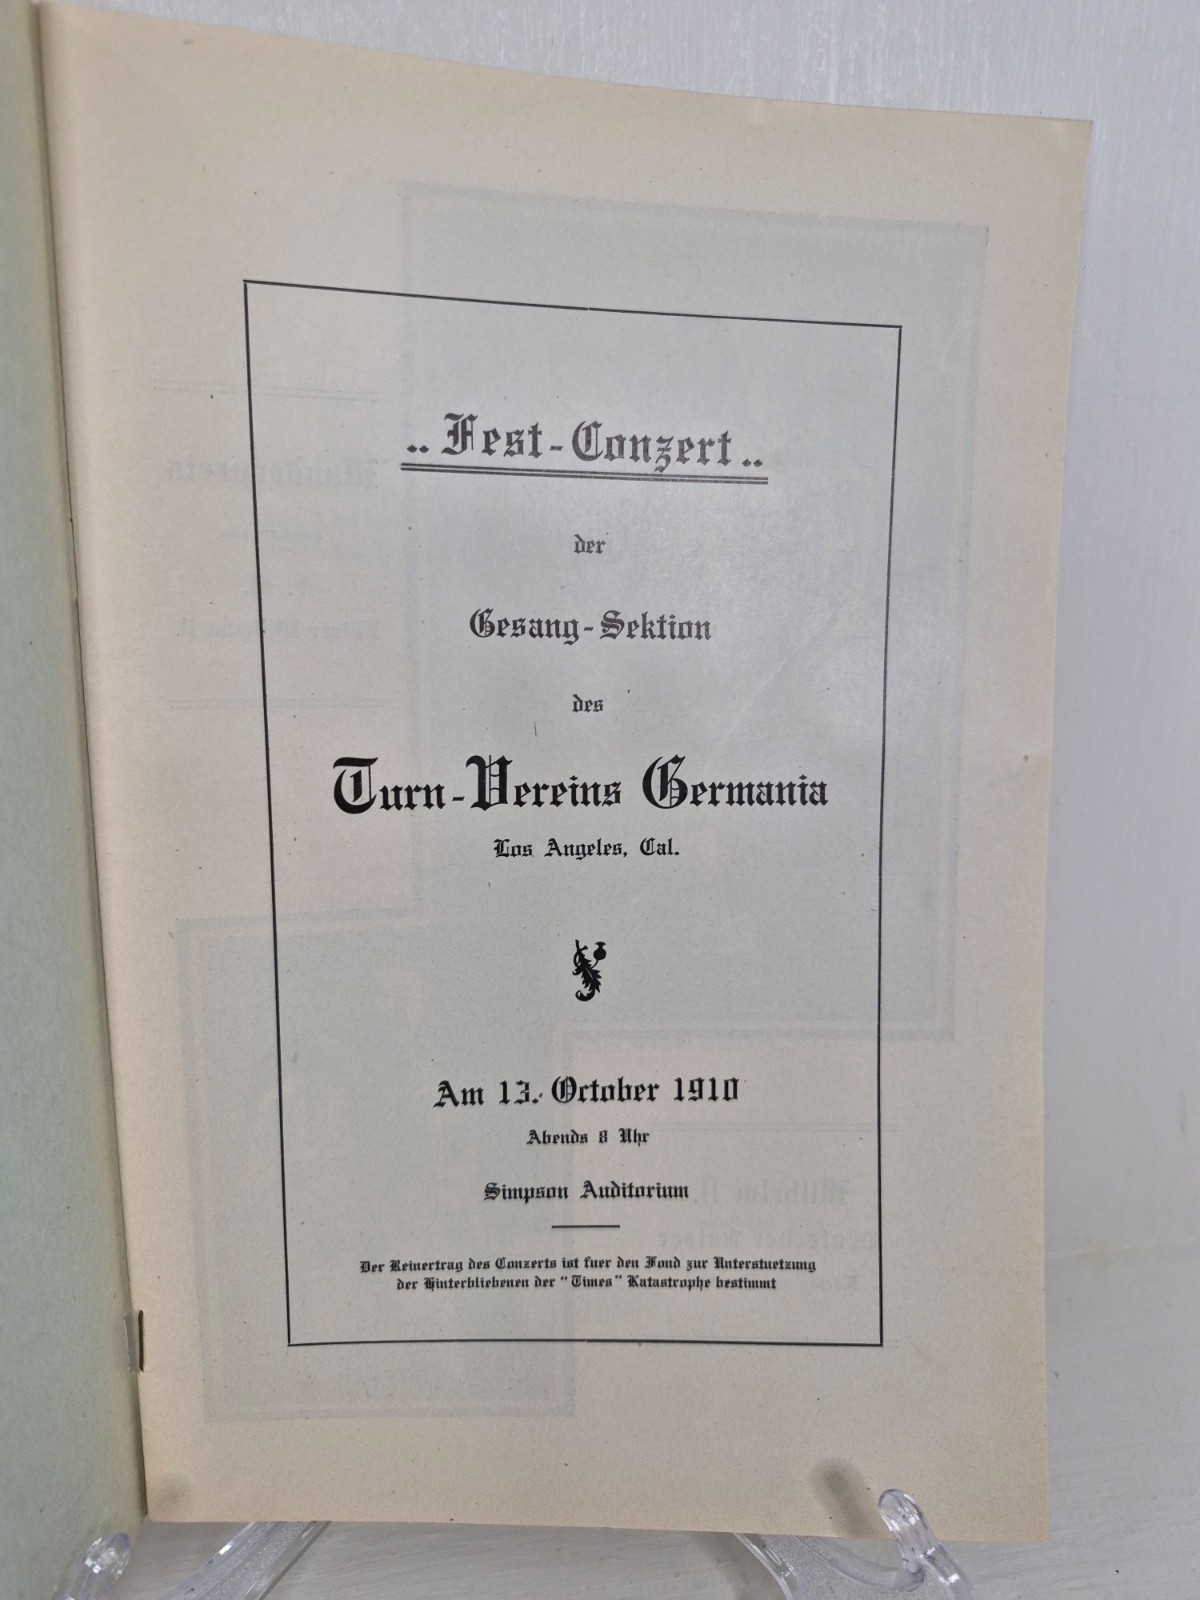 .. Fest-Conzert ..
der
Gesang-Sektion
des
Turn-Vereins Germania
Los Angeles, Cal.
Am 13. October 1910
Abends 8 Uhr
Simpson Auditorium
Der Reinertrag des Conzerts ist fuer den Fond zur Unterstuetzung
der Hinterbliebenen der "Times" Katastrophe bestimmt